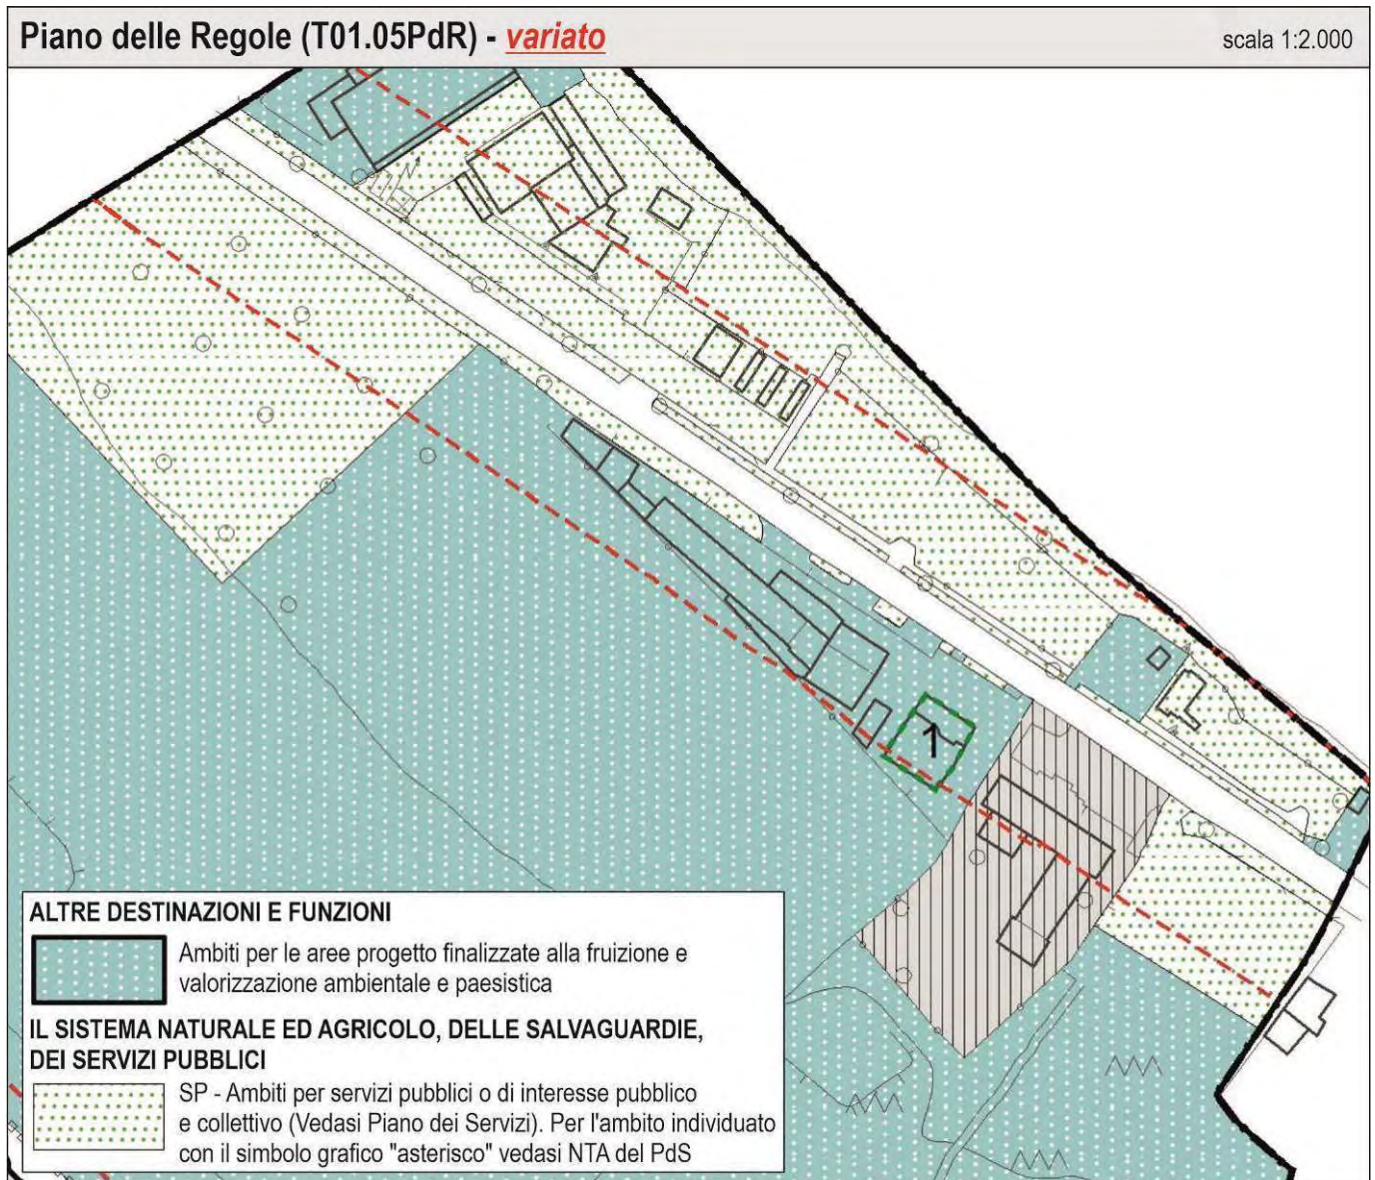 Piano delle Regole (T01.05PdR) - variato
scala 1:2.000
ALTRE DESTINAZIONI E FUNZIONI
Ambiti per le aree progetto finalizzate alla fruizione e
valorizzazione ambientale e paesistica
IL SISTEMA NATURALE ED AGRICOLO, DELLE SALVAGUARDIE,
DEI SERVIZI PUBBLICI
SP - Ambiti per servizi pubblici o di interesse pubblico
e collettivo (Vedasi Piano dei Servizi). Per l'ambito individuato
con il simbolo grafico "asterisco" vedasi NTA del PdS